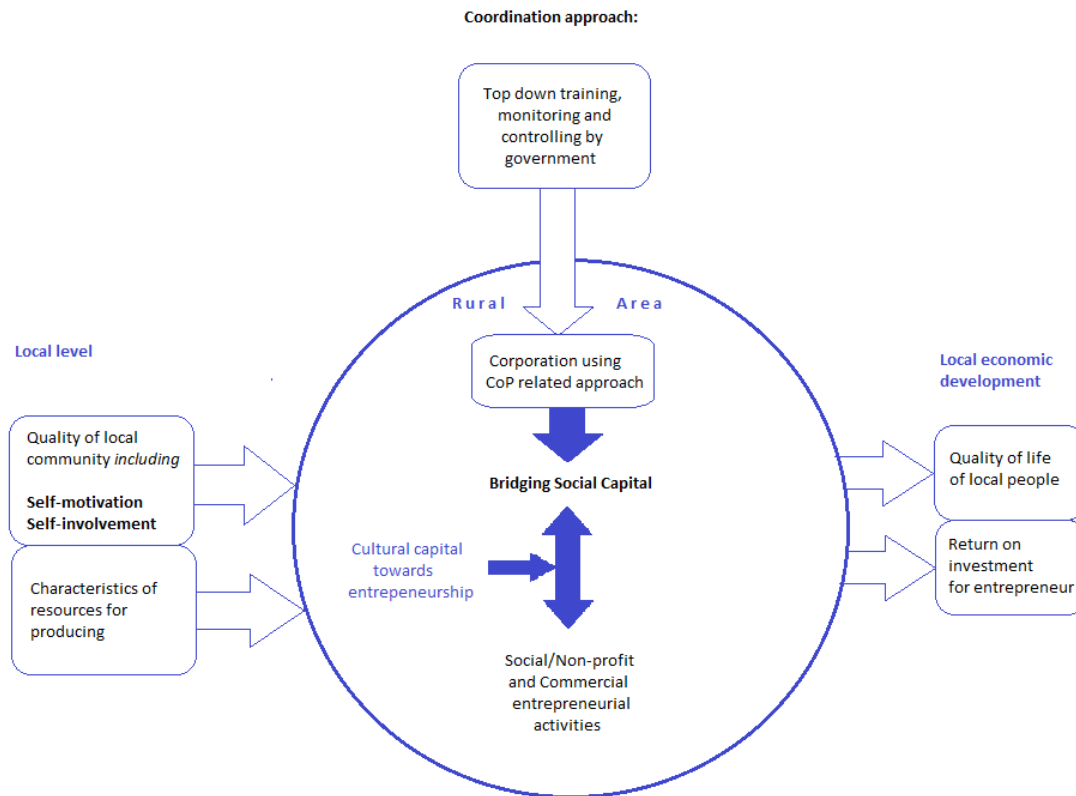 Coordination approach:
Top down training,
monitoring and
controlling by
government
Rural Area
Local level
Quality of local
community including
Self-motivation
Self-involvement
Characteristics of
resources for
producing
Corporation using
CoP related approach
Bridging Social Capital
Cultural capital
towards
entrepeneurship
Social/Non-profit
and Commercial
entrepreneurial
activities
Local economic
development
Quality of life
of local people
Return on
investment
for entrepreneur